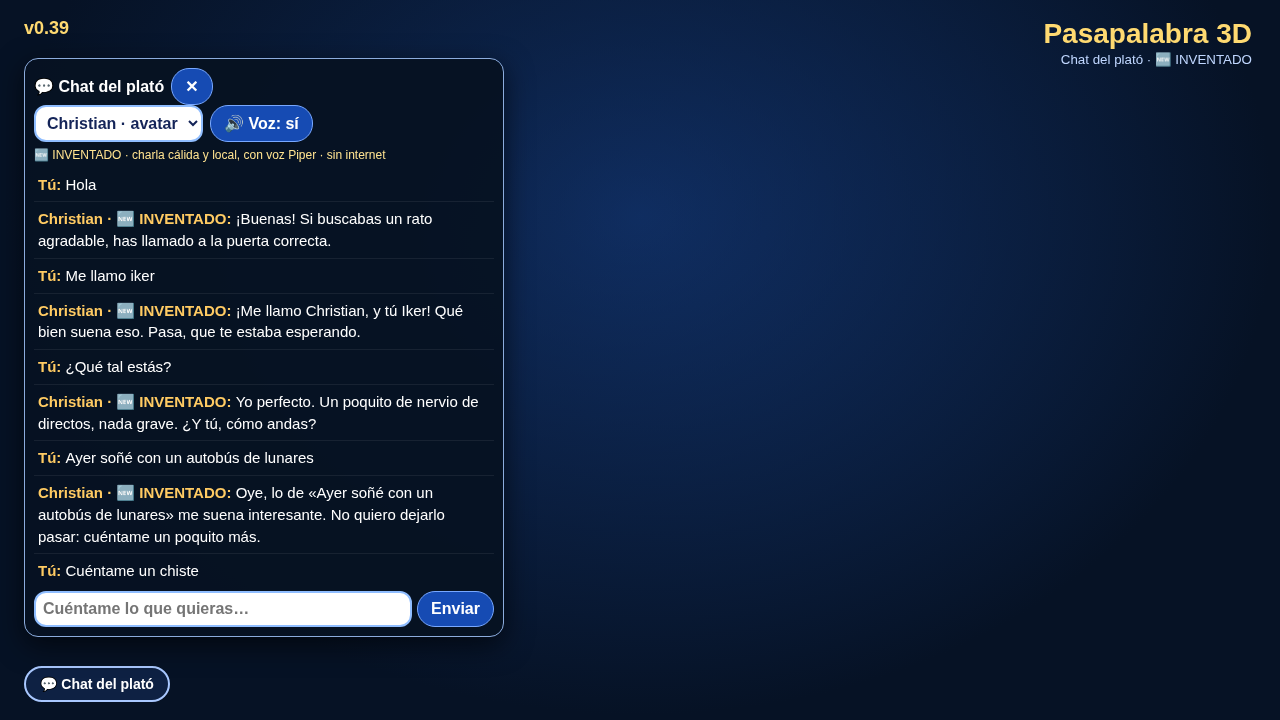 v0.39
Pasapalabra 3D
Chat del plató · 🆕 INVENTADO
💬 Chat del plató ✕
Christian · avatar 🔊 Voz: sí
🆕 INVENTADO · charla cálida y local, con voz Piper · sin internet
Tú: Hola
Christian · 🆕 INVENTADO: ¡Buenas! Si buscabas un rato
agradable, has llamado a la puerta correcta.
Tú: Me llamo iker
Christian · 🆕 INVENTADO: ¡Me llamo Christian, y tú Iker! Qué
bien suena eso. Pasa, que te estaba esperando.
Tú: ¿Qué tal estás?
Christian · 🆕 INVENTADO: Yo perfecto. Un poquito de nervio de
directos, nada grave. ¿Y tú, cómo andas?
Tú: Ayer soñé con un autobús de lunares
Christian · 🆕 INVENTADO: Oye, lo de «Ayer soñé con un
autobús de lunares» me suena interesante. No quiero dejarlo
pasar: cuéntame un poquito más.
Tú: Cuéntame un chiste
Cuéntame lo que quieras… Enviar
💬 Chat del plató